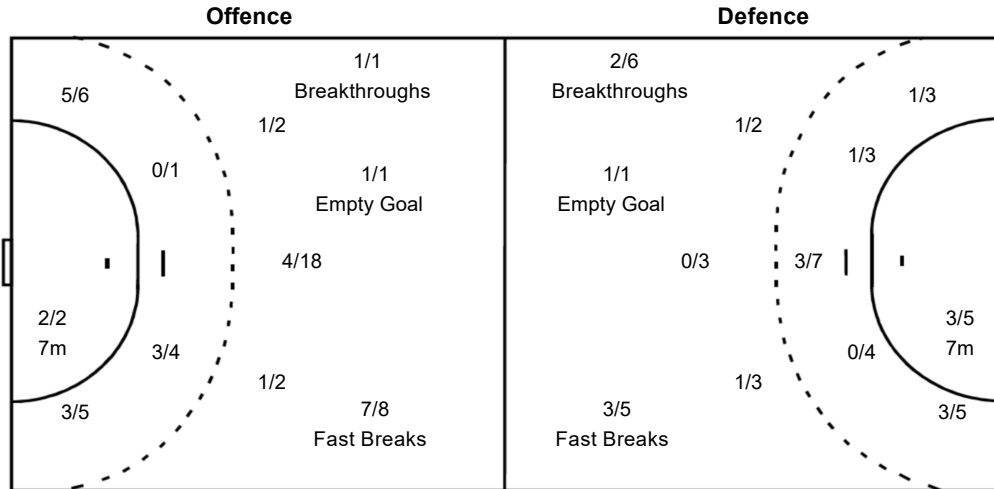 Offence
Defence
1/1
Breakthroughs
2/6
Breakthroughs
5/6
1/2
1/2
1/3
0/1
1/1
Empty Goal
1/1
Empty Goal
1/3
4/18
0/3
3/7
2/2
7m
3/5
7m
3/4
0/4
1/2
1/3
3/5
7/8
Fast Breaks
3/5
Fast Breaks
3/5